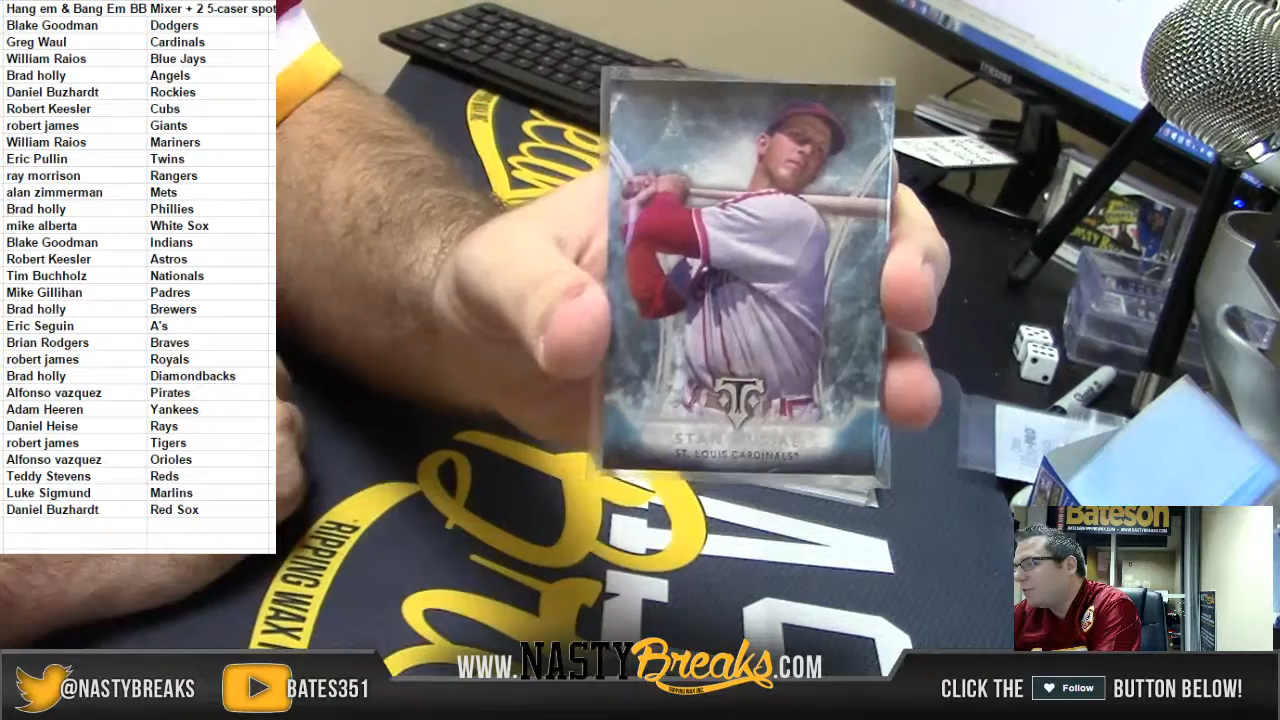 Hang em & Bang Em BB Mixer + 2 5-caser spot
Blake Goodman Dodgers
Greg Waul Cardinals
William Raios Blue Jays
Brad holly Angels
Daniel Buzhardt Rockies
Robert Keesler Cubs
robert james Giants
William Raios Mariners
Eric Pullin Twins
ray morrison Rangers
alan zimmerman Mets
Brad holly Phillies
mike alberta White Sox
Blake Goodman Indians
Robert Keesler Astros
Tim Buchholz Nationals
Mike Gillihan Padres
Brad holly Brewers
Eric Seguin A's
Brian Rodgers Braves
robert james Royals
Brad holly Diamondbacks
Alfonso vazquez Pirates
Adam Heeren Yankees
Daniel Heise Rays
robert james Tigers
Alfonso vazquez Orioles
Teddy Stevens Reds
Luke Sigmund Marlins
Daniel Buzhardt Red Sox
SAMSUNG
STAN MUSIAL
ST. LOUIS CARDINALS
RIPPING WAX
Bateson
@NASTYBREAKS
BATES351
WWW.NASTYBreaks.COM
RIPPING WAX INC.
CLICK THE Follow BUTTON BELOW!